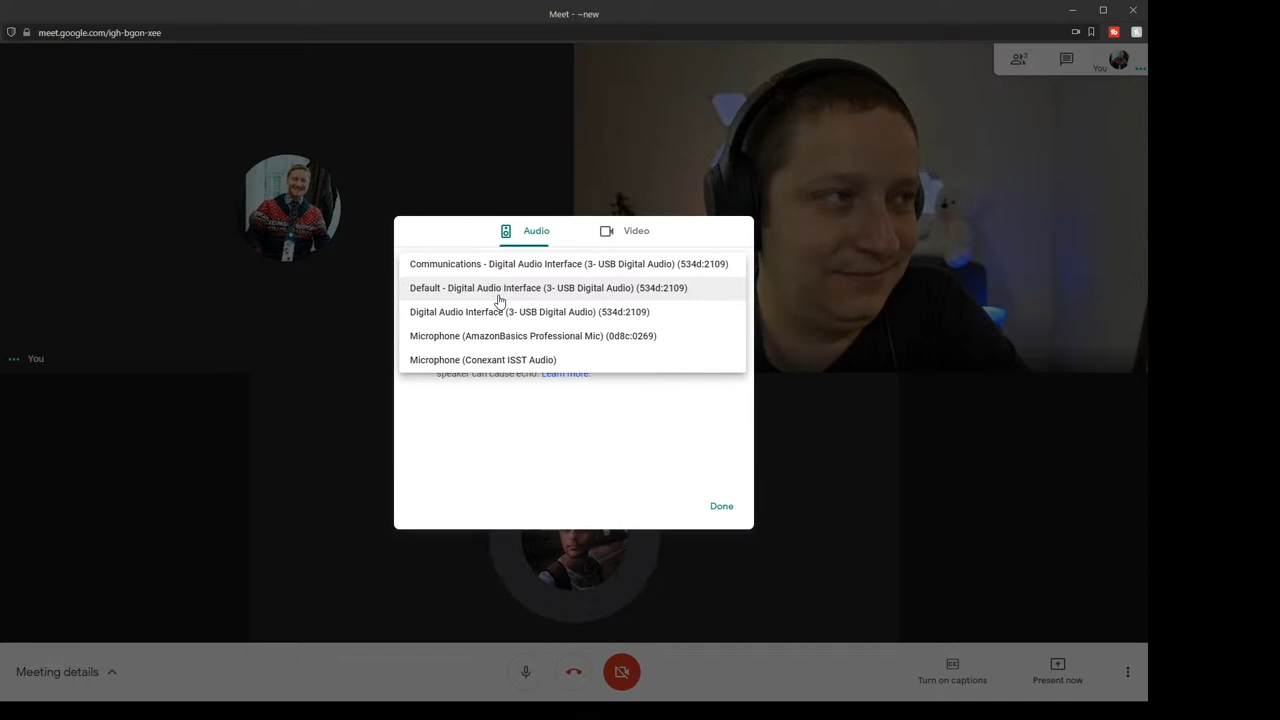 Meet - ~new
meet.google.com/igh-bgon-xee
3
You
Audio
Video
Communications - Digital Audio Interface (3- USB Digital Audio) (534d:2109)
Default - Digital Audio Interface (3- USB Digital Audio) (534d:2109)
Digital Audio Interface (3- USB Digital Audio) (534d:2109)
Microphone (AmazonBasics Professional Mic) (0d8c:0269)
Microphone (Conexant ISST Audio)
speaker can cause echo. Learn more.
You
Done
Meeting details
Turn on captions
Present now